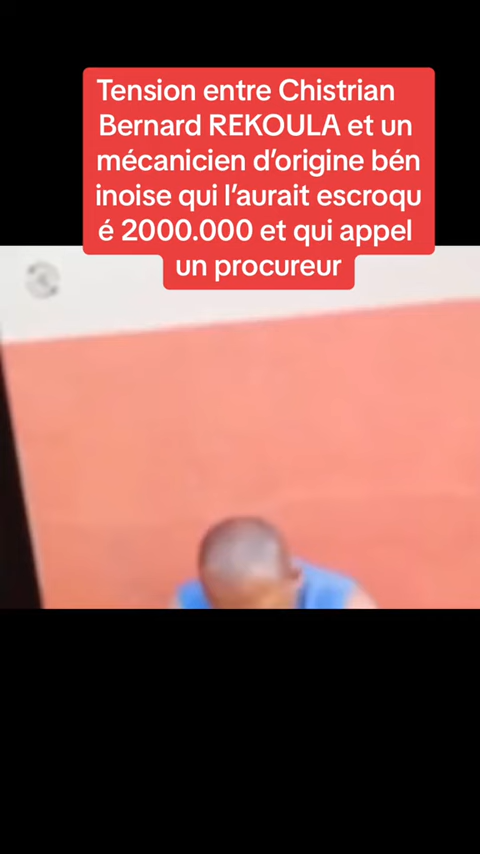 Tension entre Chistrian
Bernard REKOULA et un
mécanicien d’origine bén
inoise qui l’aurait escroqu
é 2000.000 et qui appel
un procureur